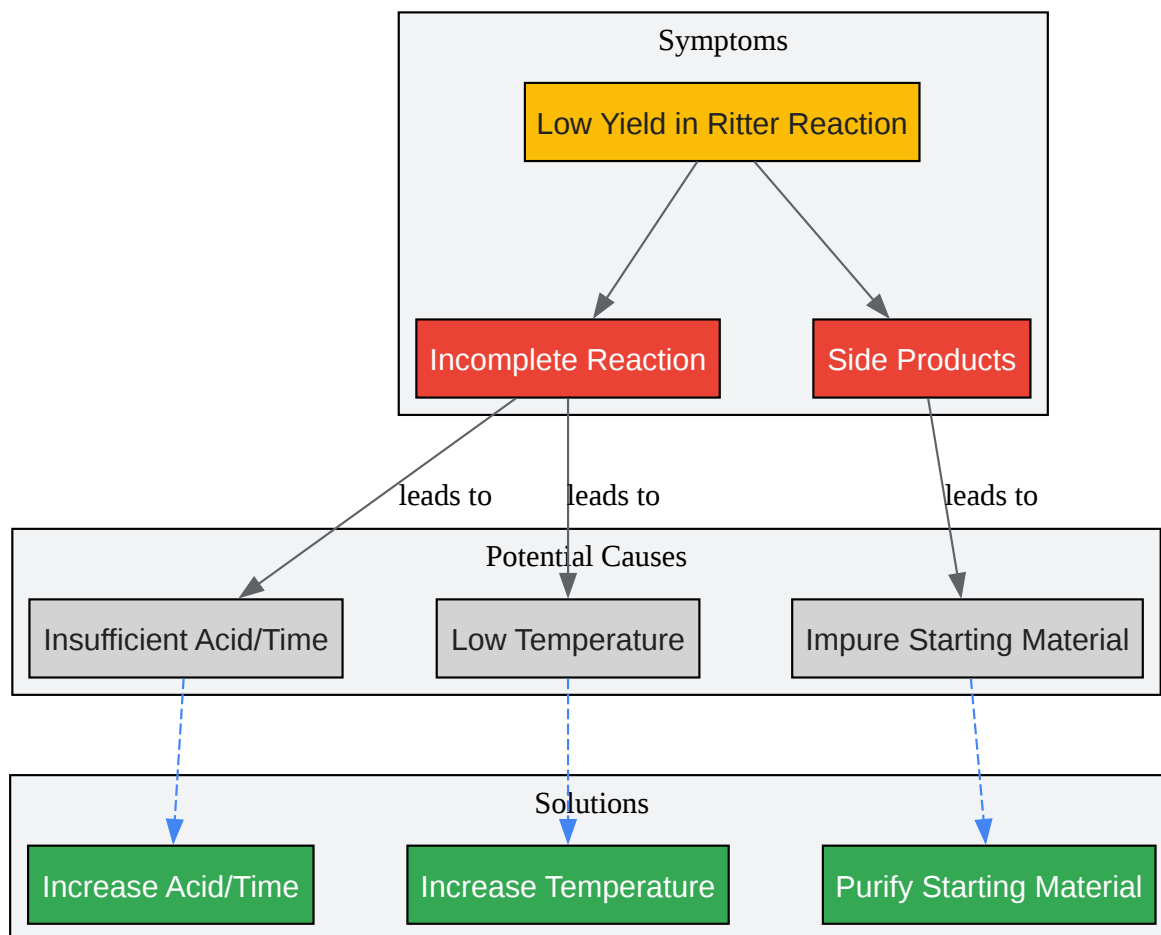 Symptoms
Low Yield in Ritter Reaction
Incomplete Reaction
Side Products
leads to
leads to
leads to
Potential Causes
Insufficient Acid/Time
Low Temperature
Impure Starting Material
Solutions
Increase Acid/Time
Increase Temperature
Purify Starting Material